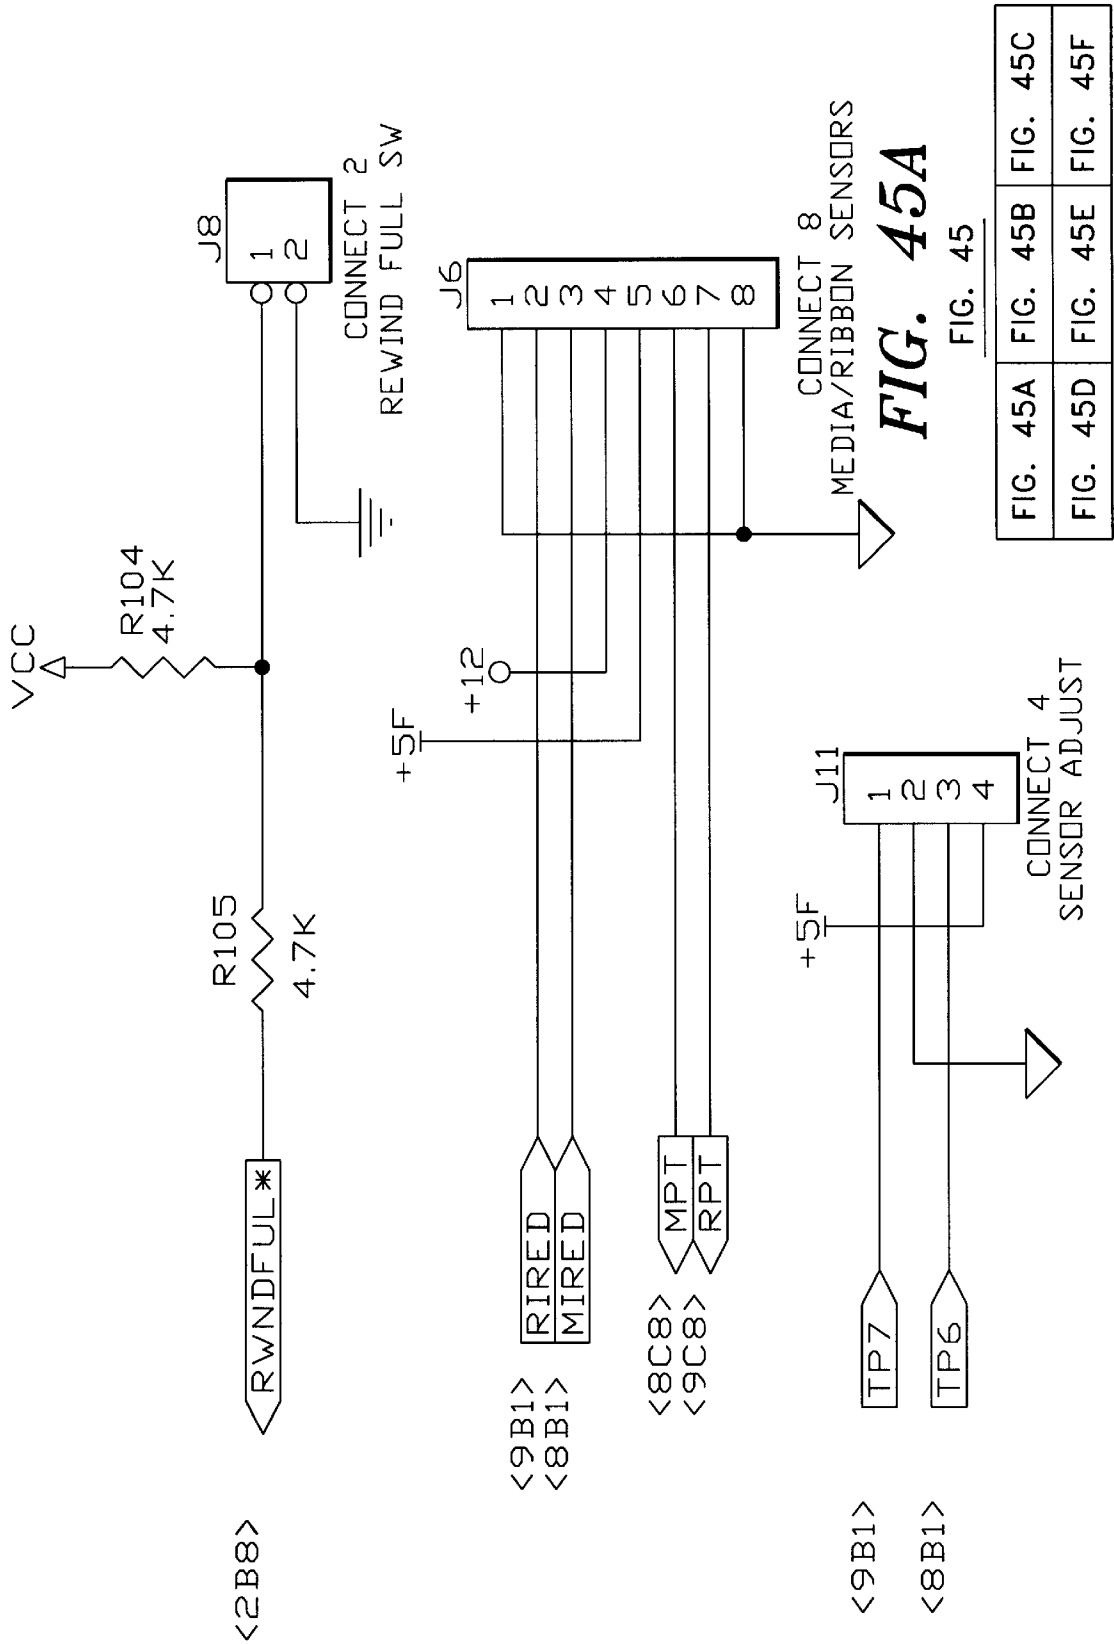 VCC
R104
4.7K
J8
1
2
CONNECT 2
REWIND FULL SW
R105
4.7K
RWNDFUL*
<2B8>
+5F
+12
J6
1
2
3
4
5
6
7
8
CONNECT 8
MEDIA/RIBBON SENSORS
<9B1>
RIRED
<8B1>
MIRED
<8C8>
MPT
<9C8>
RPT
+5F
J11
1
2
3
4
CONNECT 4
SENSOR ADJUST
<9B1>
TP7
<8B1>
TP6
FIG. 45A
FIG. 45
FIG. 45A FIG. 45B FIG. 45C
FIG. 45D FIG. 45E FIG. 45F